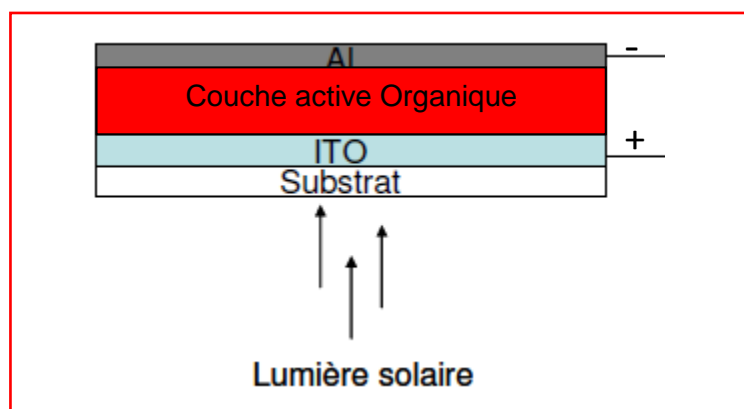 Al
-
Couche active Organique
+
ITO
Substrat
Lumière solaire